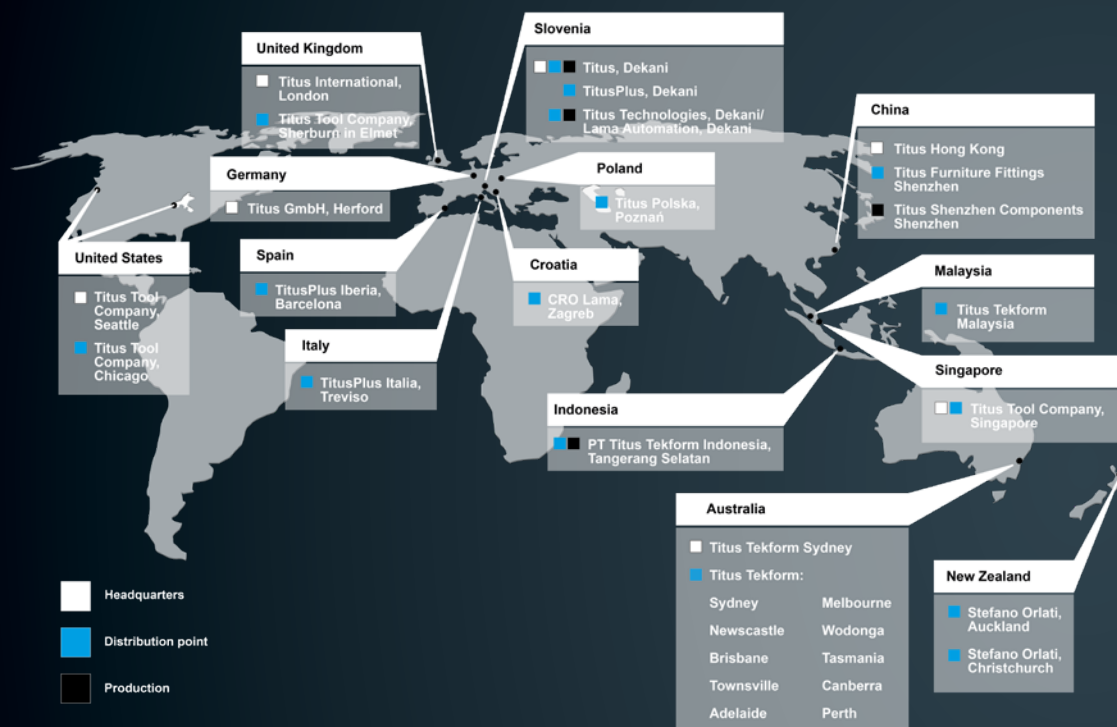 United Kingdom
Titus International,
London
Titus Tool Company,
Sherburn in Elmet
Slovenia
Titus, Dekani
TitusPlus, Dekani
Titus Technologies, Dekani/
Lama Automation, Dekani
China
Titus Hong Kong
Titus Furniture Fittings
Shenzhen
Titus Shenzhen Components
Shenzhen
Germany
Titus GmbH, Herford
Poland
Titus Polska,
Poznań
United States
Titus Tool
Company,
Seattle
Titus Tool
Company,
Chicago
Spain
TitusPlus Iberia,
Barcelona
Croatia
CRO Lama,
Zagreb
Malaysia
Titus Tekform
Malaysia
Italy
TitusPlus Italia,
Treviso
Singapore
Titus Tool Company,
Singapore
Indonesia
PT Titus Tekform Indonesia,
Tangerang Selatan
Australia
Titus Tekform Sydney
Titus Tekform:
Sydney Melbourne
Newscastle Wodonga
Brisbane Tasmania
Townsville Canberra
Adelaide Perth
New Zealand
Stefano Orlati,
Auckland
Stefano Orlati,
Christchurch
Headquarters
Distribution point
Production